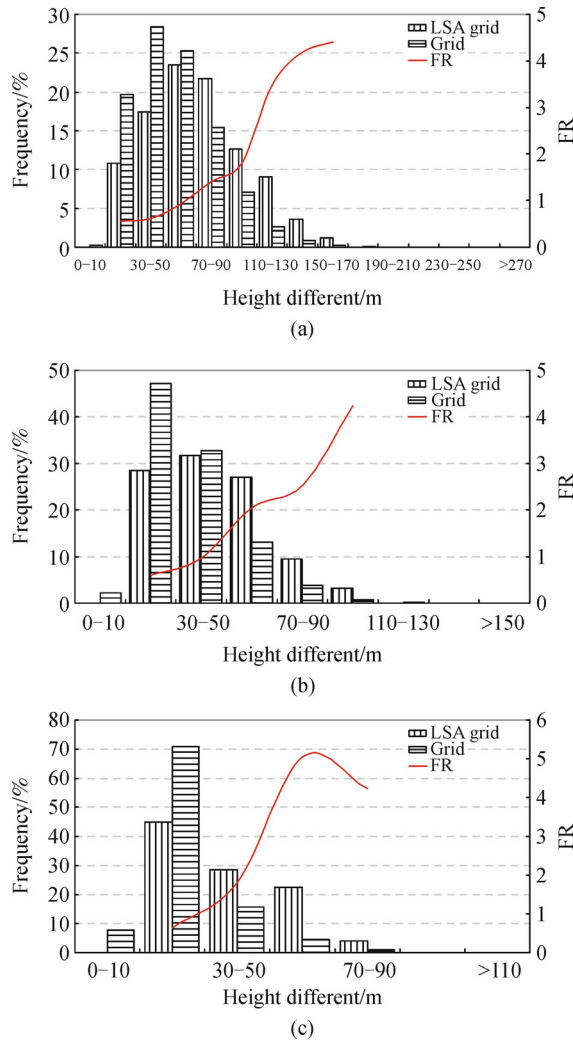 30
25
20
15
10
5
0
Frequency/%
5
4
3
2
1
0
FR
LSA grid
Grid
FR
0−10 30−50 70−90 110−130 150−170 190−210 230−250 >270
Height different/m
(a)
50
40
30
20
10
0
Frequency/%
5
4
3
2
1
0
FR
LSA grid
Grid
FR
0−10 30−50 70−90 110−130 >150
Height different/m
(b)
80
70
60
50
40
30
20
10
0
Frequency/%
6
5
4
3
2
1
0
FR
LSA grid
Grid
FR
0−10 30−50 70−90 >110
Height different/m
(c)